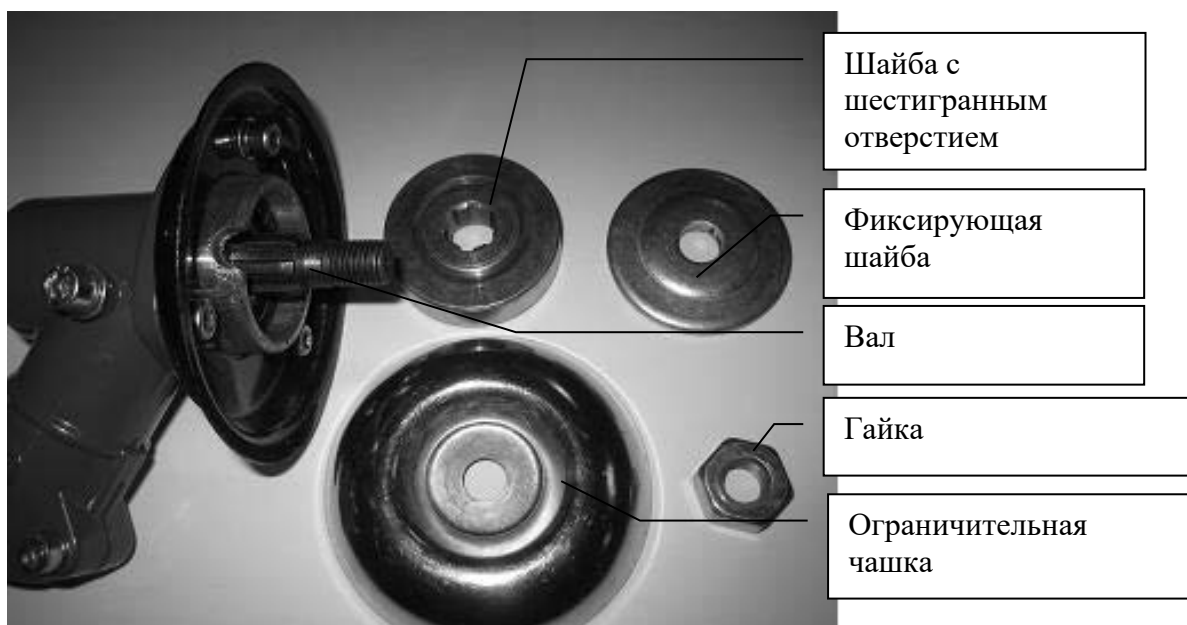 Шайба с
шестигранным
отверстием
Фиксирующая
шайба
Вал
Гайка
Ограничительная
чашка